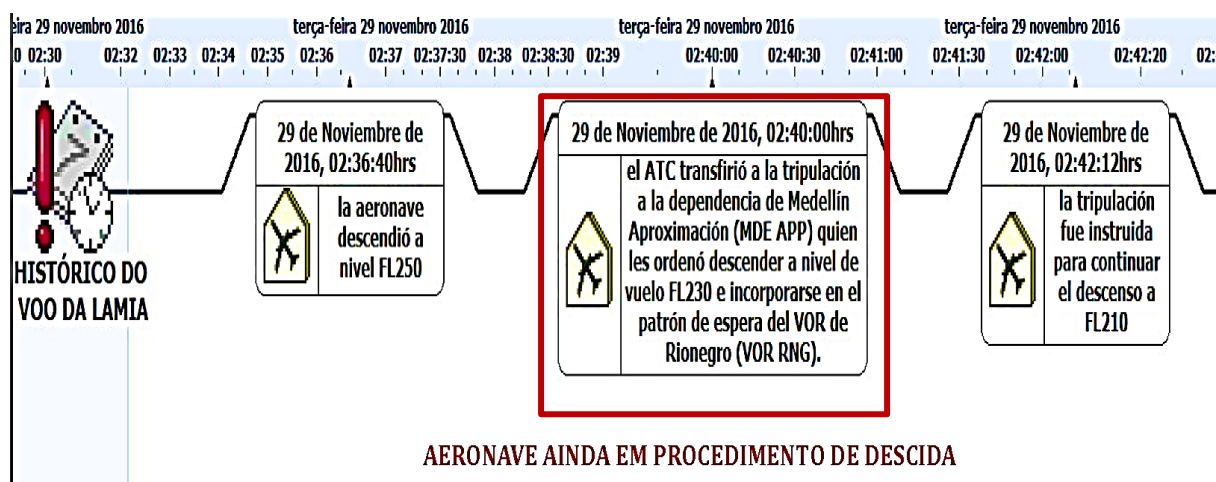 eira 29 novembro 2016 terça-feira 29 novembro 2016 terça-feira 29 novembro 2016 terça-feira 29 novembro 2016
0 02:30 02:32 02:33 02:34 02:35 02:36 02:37 02:37:30 02:38 02:38:30 02:39 02:40:00 02:40:30 02:41:00 02:41:30 02:42:00 02:42:20 02:
HISTÓRICO DO
VOO DA LAMIA
29 de Noviembre de
2016, 02:36:40hrs
la aeronave
descendió a
nivel FL250
29 de Noviembre de 2016, 02:40:00hrs
el ATC transfirió a la tripulación
a la dependencia de Medellín
Aproximación (MDE APP) quien
les ordenó descender a nivel de
vuelo FL230 e incorporarse en el
patrón de espera del VOR de
Rionegro (VOR RNG).
29 de Noviembre de
2016, 02:42:12hrs
la tripulación
fue instruida
para continuar
el descenso a
FL210
AERONAVE AINDA EM PROCEDIMENTO DE DESCIDA